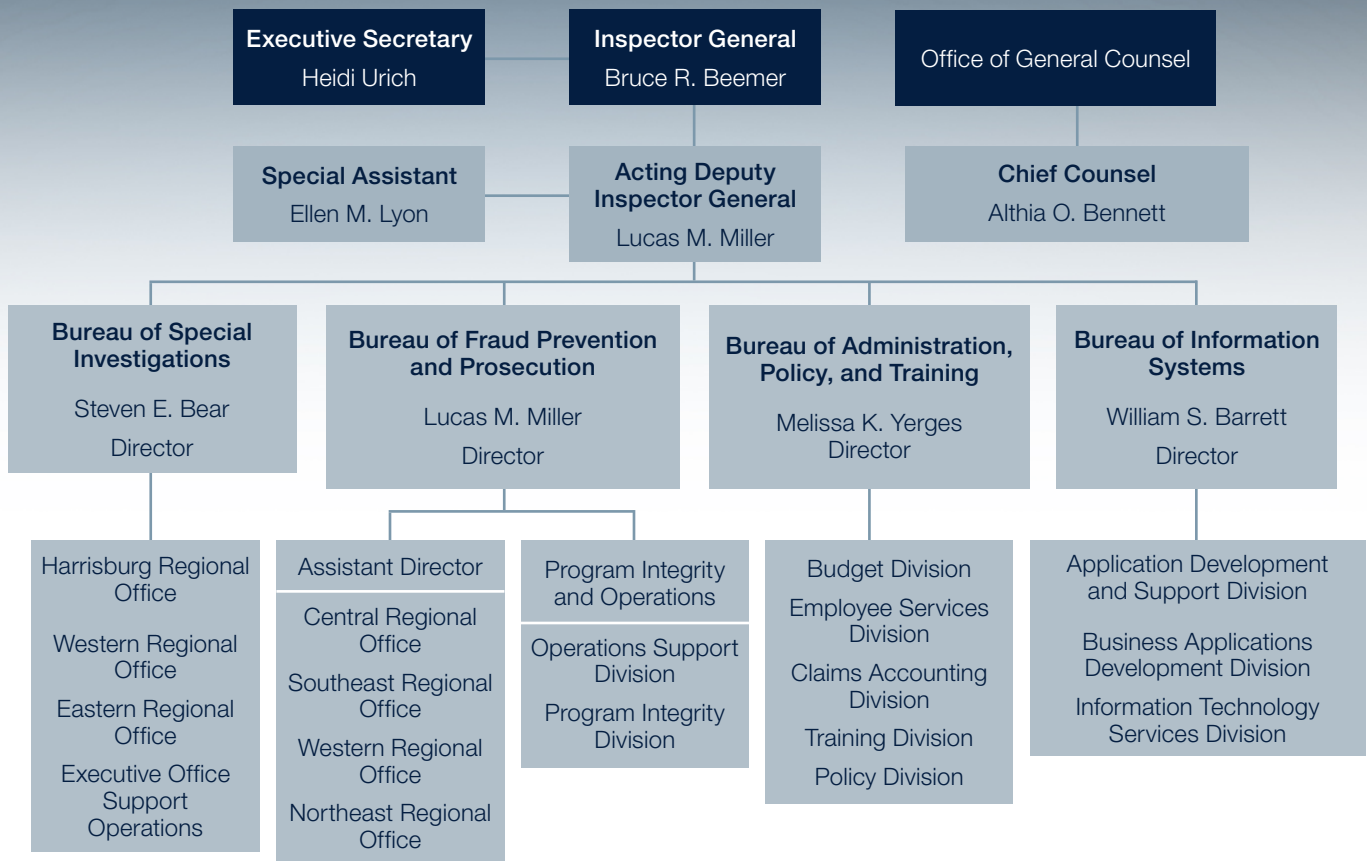 Executive Secretary
Heidi Urich
Inspector General
Bruce R. Beemer
Office of General Counsel
Special Assistant
Ellen M. Lyon
Acting Deputy
Inspector General
Lucas M. Miller
Chief Counsel
Althia O. Bennett
Bureau of Special
Investigations
Steven E. Bear
Director
Bureau of Fraud Prevention
and Prosecution
Lucas M. Miller
Director
Bureau of Administration,
Policy, and Training
Melissa K. Yerges
Director
Bureau of Information
Systems
William S. Barrett
Director
Harrisburg Regional
Office
Western Regional
Office
Eastern Regional
Office
Executive Office
Support
Operations
Assistant Director
Central Regional
Office
Southeast Regional
Office
Western Regional
Office
Northeast Regional
Office
Program Integrity
and Operations
Operations Support
Division
Program Integrity
Division
Budget Division
Employee Services
Division
Claims Accounting
Division
Training Division
Policy Division
Application Development
and Support Division
Business Applications
Development Division
Information Technology
Services Division